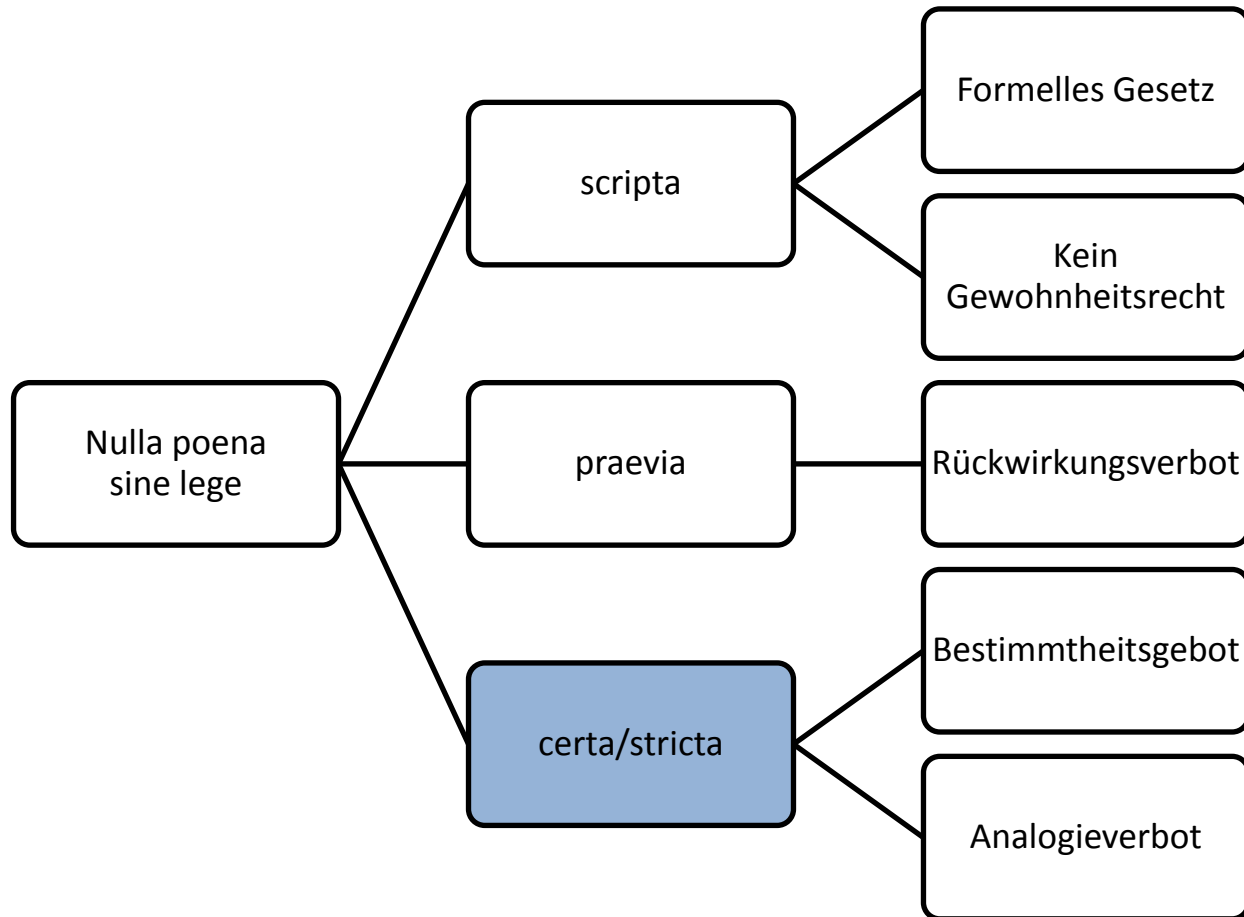 Nulla poena
sine lege
scripta
Formelles Gesetz
Kein
Gewohnheitsrecht
praevia
Rückwirkungsverbot
certa/stricta
Bestimmtheitsgebot
Analogieverbot